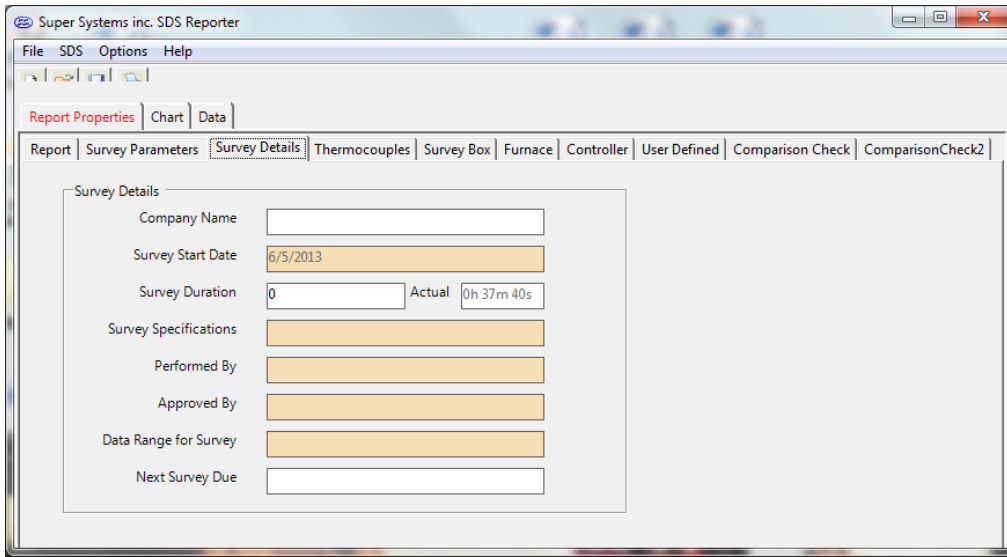 Super Systems inc. SDS Reporter
File SDS Options Help
Report Properties Chart Data
Report Survey Parameters Survey Details Thermocouples Survey Box Furnace Controller User Defined Comparison Check ComparisonCheck2
Survey Details
Company Name
Survey Start Date 6/5/2013
Survey Duration 0 Actual 0h 37m 40s
Survey Specifications
Performed By
Approved By
Data Range for Survey
Next Survey Due